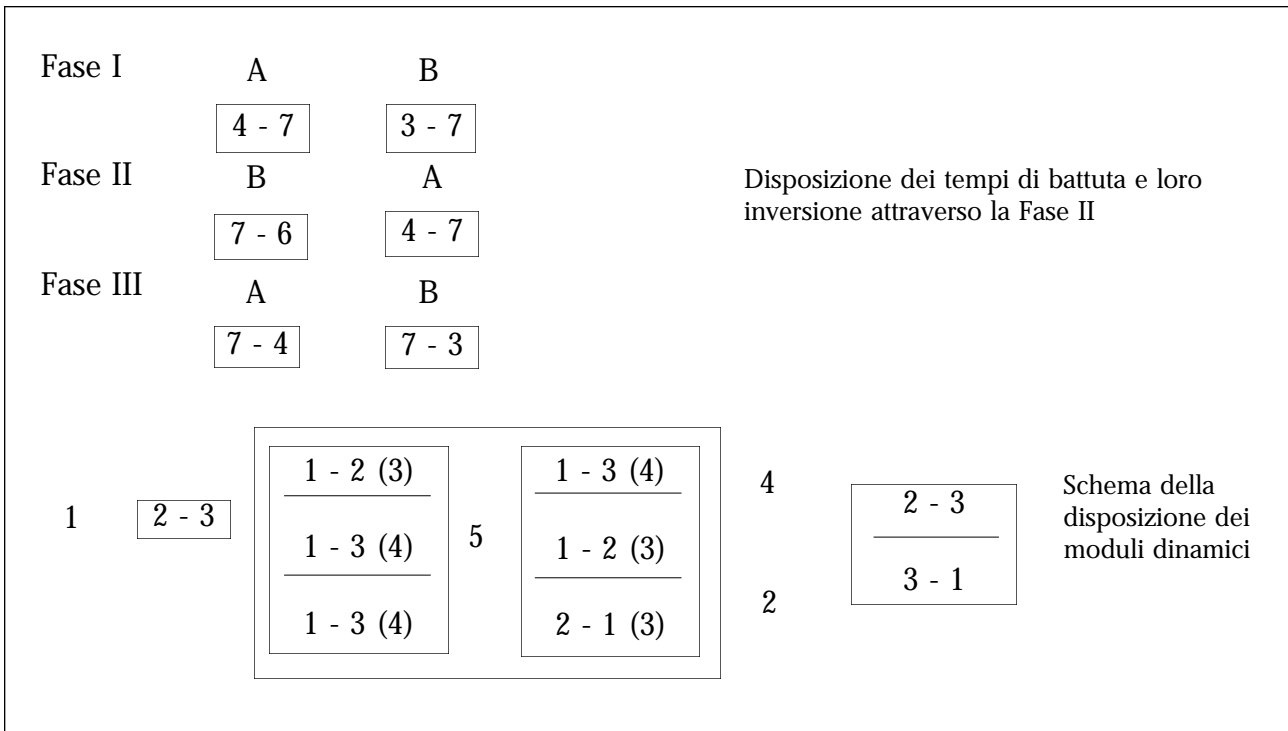 Fase I A B
4 - 7 3 - 7
Fase II B A
7 - 6 4 - 7
Disposizione dei tempi di battuta e loro
inversione attraverso la Fase II
Fase III A B
7 - 4 7 - 3
1 2 - 3
1 - 2 (3)
1 - 3 (4)
1 - 3 (4)
5
1 - 3 (4)
1 - 2 (3)
2 - 1 (3)
4
2
2 - 3
3 - 1
Schema della
disposizione dei
moduli dinamici